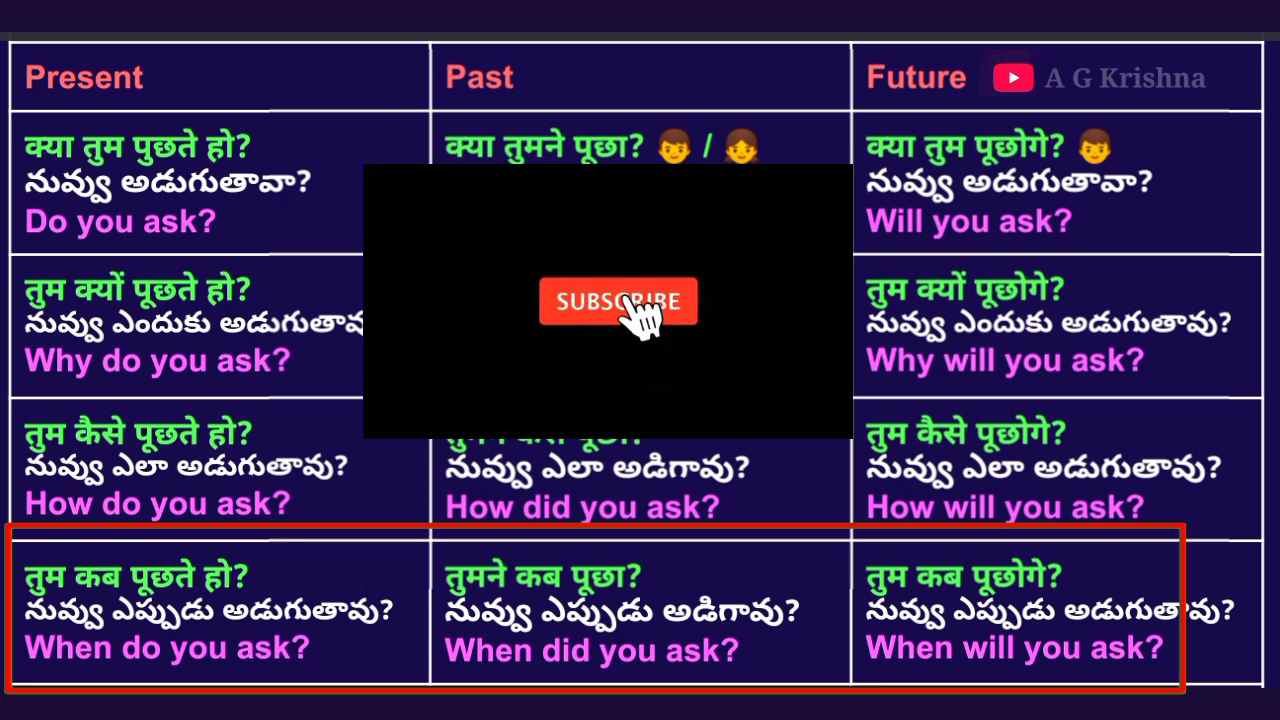 Present
Past
Future
A G Krishna
क्या तुम पुछते हो?
నువ్వు అడుగుతావా?
Do you ask?
क्या तुमने पूछा? /
क्या तुम पूछोगे?
నువ్వు అడుగుతావా?
Will you ask?
SUBSCRIBE
तुम क्यों पूछते हो?
నువ్వు ఎందుకు
Why do you ask?
तुम क्यों पूछोगे?
నువ్వు ఎందుకు అడుగుతావు?
Why will you ask?
तुम कैसे पूछते हो?
నువ్వు ఎలా అడుగుతావు?
How do you ask?
నువ్వు ఎలా అడిగావు?
How did you ask?
तुम कैसे पूछोगे?
నువ్వు ఎలా అడుగుతావు?
How will you ask?
तुम कब पूछते हो?
నువ్వు ఎప్పుడు అడుగుతావు?
When do you ask?
तुमने कब पूछा?
నువ్వు ఎప్పుడు అడిగావు?
When did you ask?
तुम कब पूछोगे?
నువ్వు ఎప్పుడు అడుగుతావు?
When will you ask?